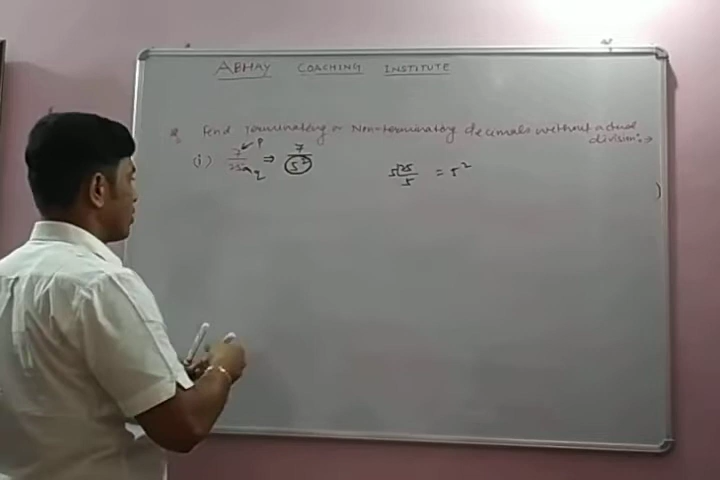 ABHAY COACHING INSTITUTE
Q. Find Terminating or Non-terminating decimals without actual
division:→
(i) 7/25 ⇒ 7/5²
p
q
5|25
5 = 5²